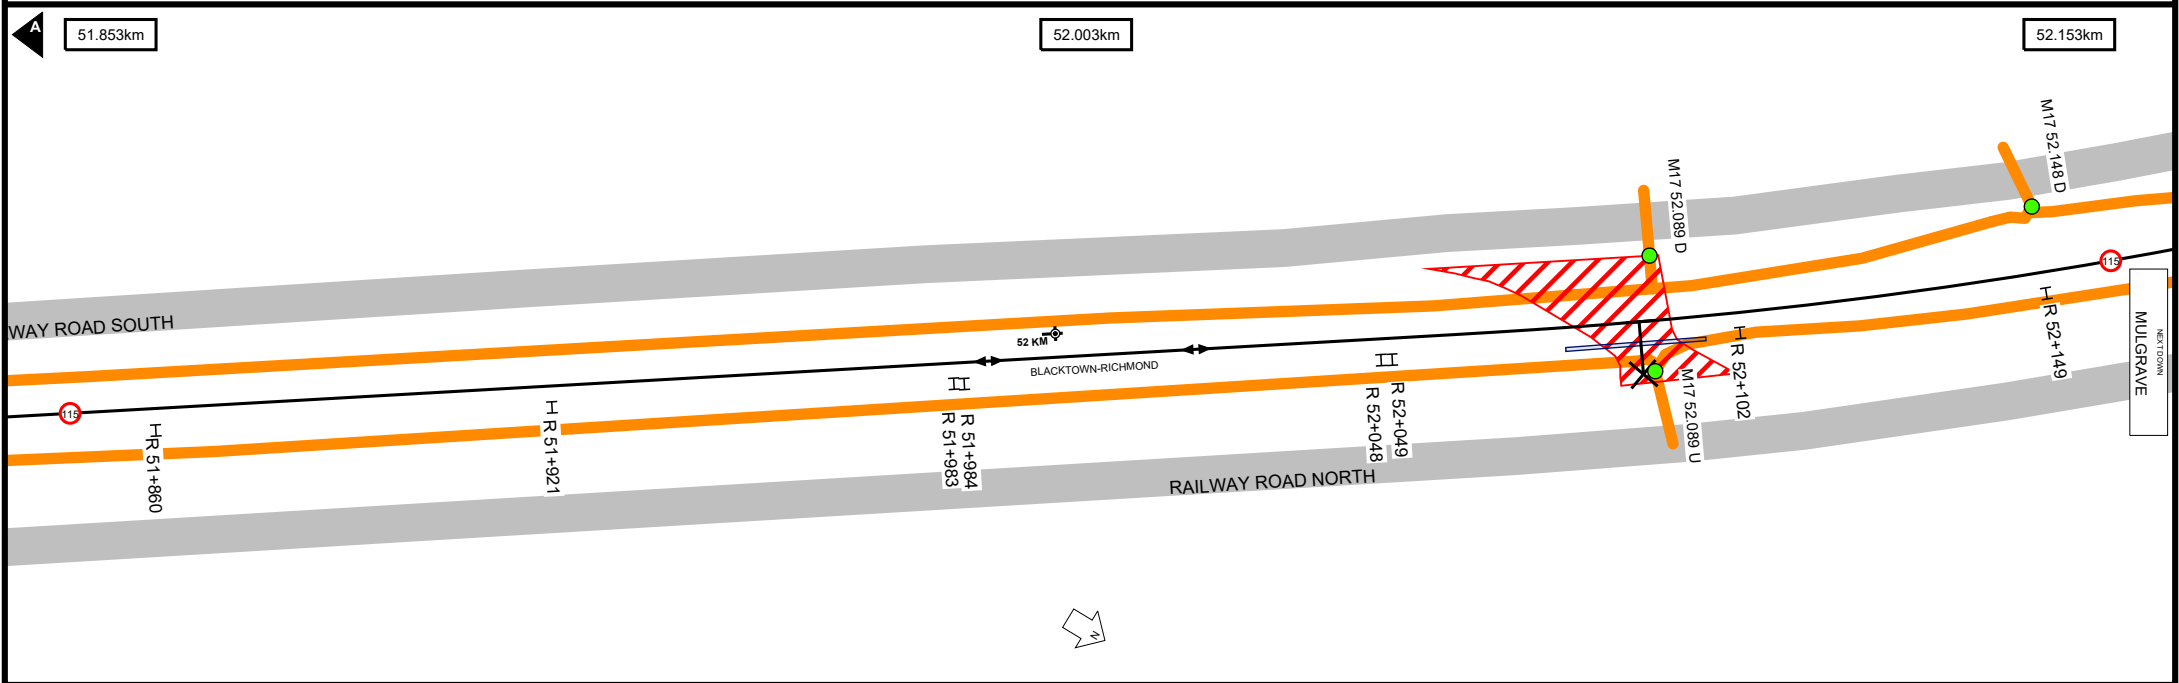 A
51.853km
52.003km
52.153km
M17 52.148 D
M17 52.089 D
WAY ROAD SOUTH
52 KM
BLACKTOWN-RICHMOND
115
115
R 51+860
R 51+921
R 51+983
R 51+984
R 52+048
R 52+049
M17 52.089 U
R 52+102
R 52+149
MULGRAVE
NEXT DOWN
RAILWAY ROAD NORTH
N